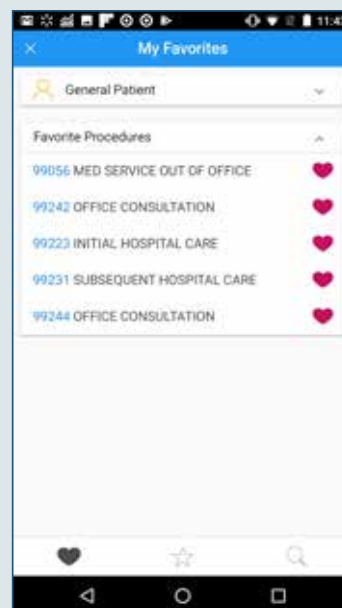 11:43
My Favorites
General Patient
Favorite Procedures
99056 MED SERVICE OUT OF OFFICE
99242 OFFICE CONSULTATION
99223 INITIAL HOSPITAL CARE
99231 SUBSEQUENT HOSPITAL CARE
99244 OFFICE CONSULTATION